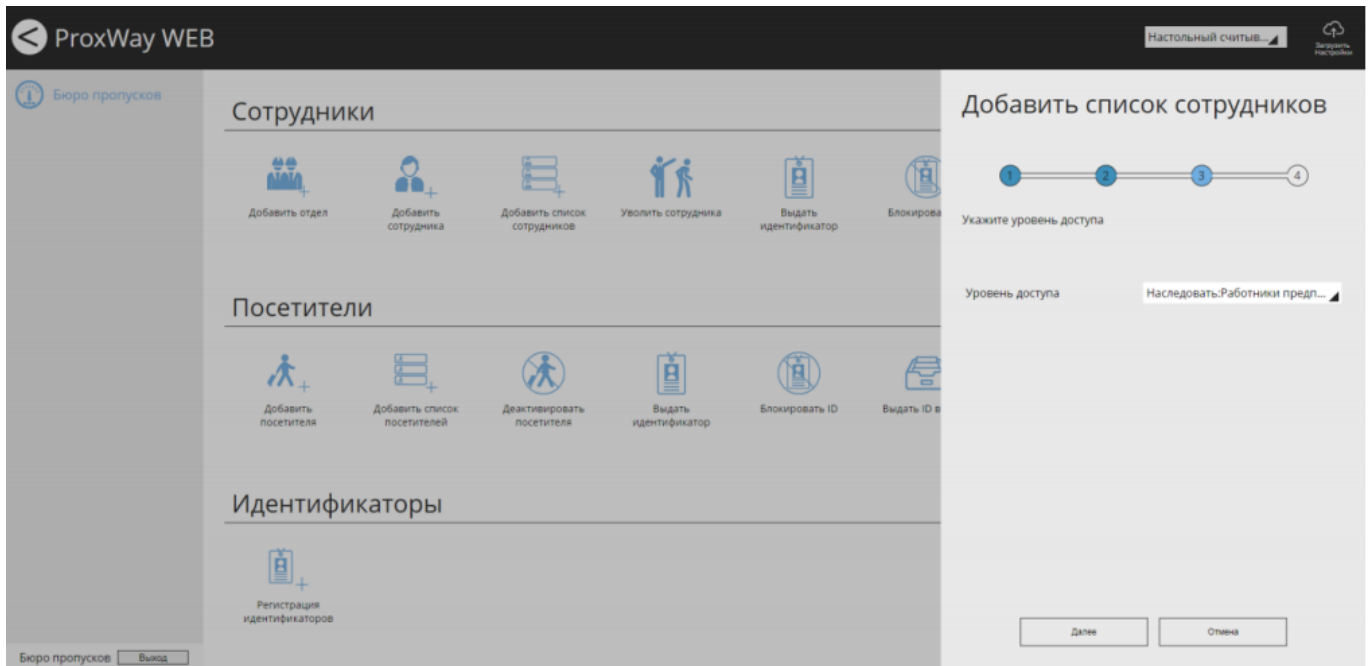 ProxWay WEB
Настольный считыв...
Загрузить
Настройки
Бюро пропусков
Сотрудники
Добавить отдел
Добавить
сотрудника
Добавить список
сотрудников
Уволить сотрудника
Выдать
идентификатор
Блокирова
Посетители
Добавить
посетителя
Добавить список
посетителей
Деактивировать
посетителя
Выдать
идентификатор
Блокировать ID
Выдать ID в
Идентификаторы
Регистрация
идентификаторов
Добавить список сотрудников
1 2 3 4
Укажите уровень доступа
Уровень доступа Наследовать:Работники предп...
Далее Отмена
Бюро пропусков Выход